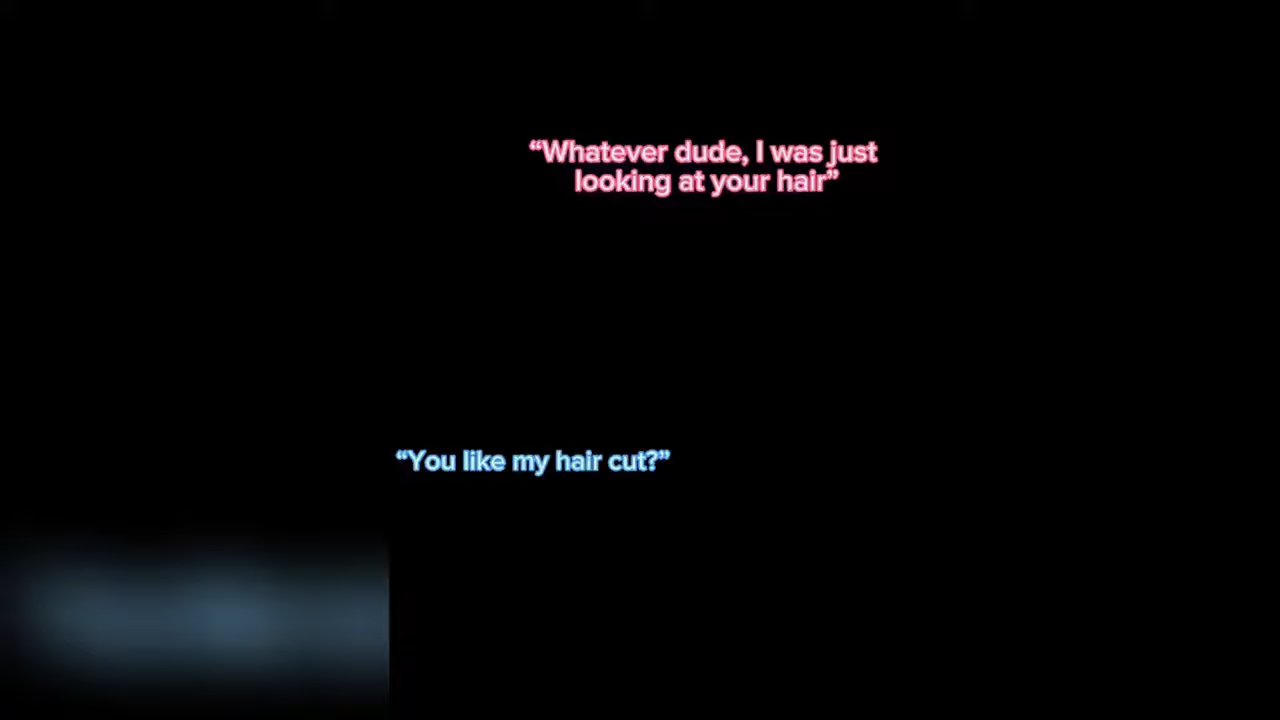 “Whatever dude, I was just
looking at your hair”
“You like my hair cut?”